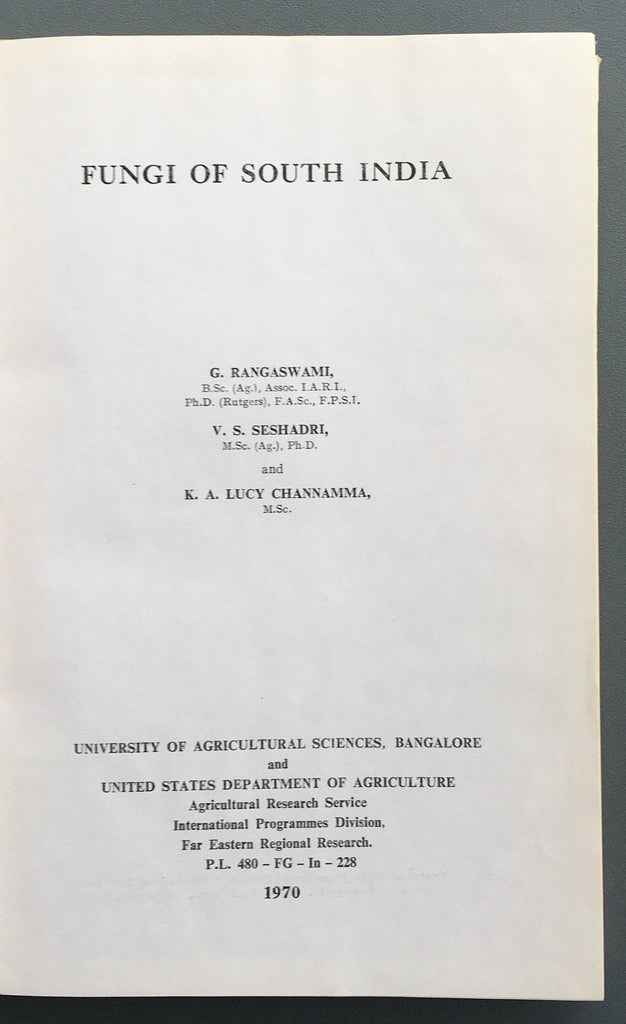 FUNGI OF SOUTH INDIA
G. RANGASWAMI,
B.Sc. (Ag.), Assoc. I.A.R.I.,
Ph.D. (Rutgers), F.A.Sc., F.P.S.I.
V. S. SESHADRI,
M.Sc. (Ag.), Ph.D.
and
K. A. LUCY CHANNAMMA,
M.Sc.
UNIVERSITY OF AGRICULTURAL SCIENCES, BANGALORE
and
UNITED STATES DEPARTMENT OF AGRICULTURE
Agricultural Research Service
International Programmes Division,
Far Eastern Regional Research.
P.L. 480 – FG – In – 228
1970